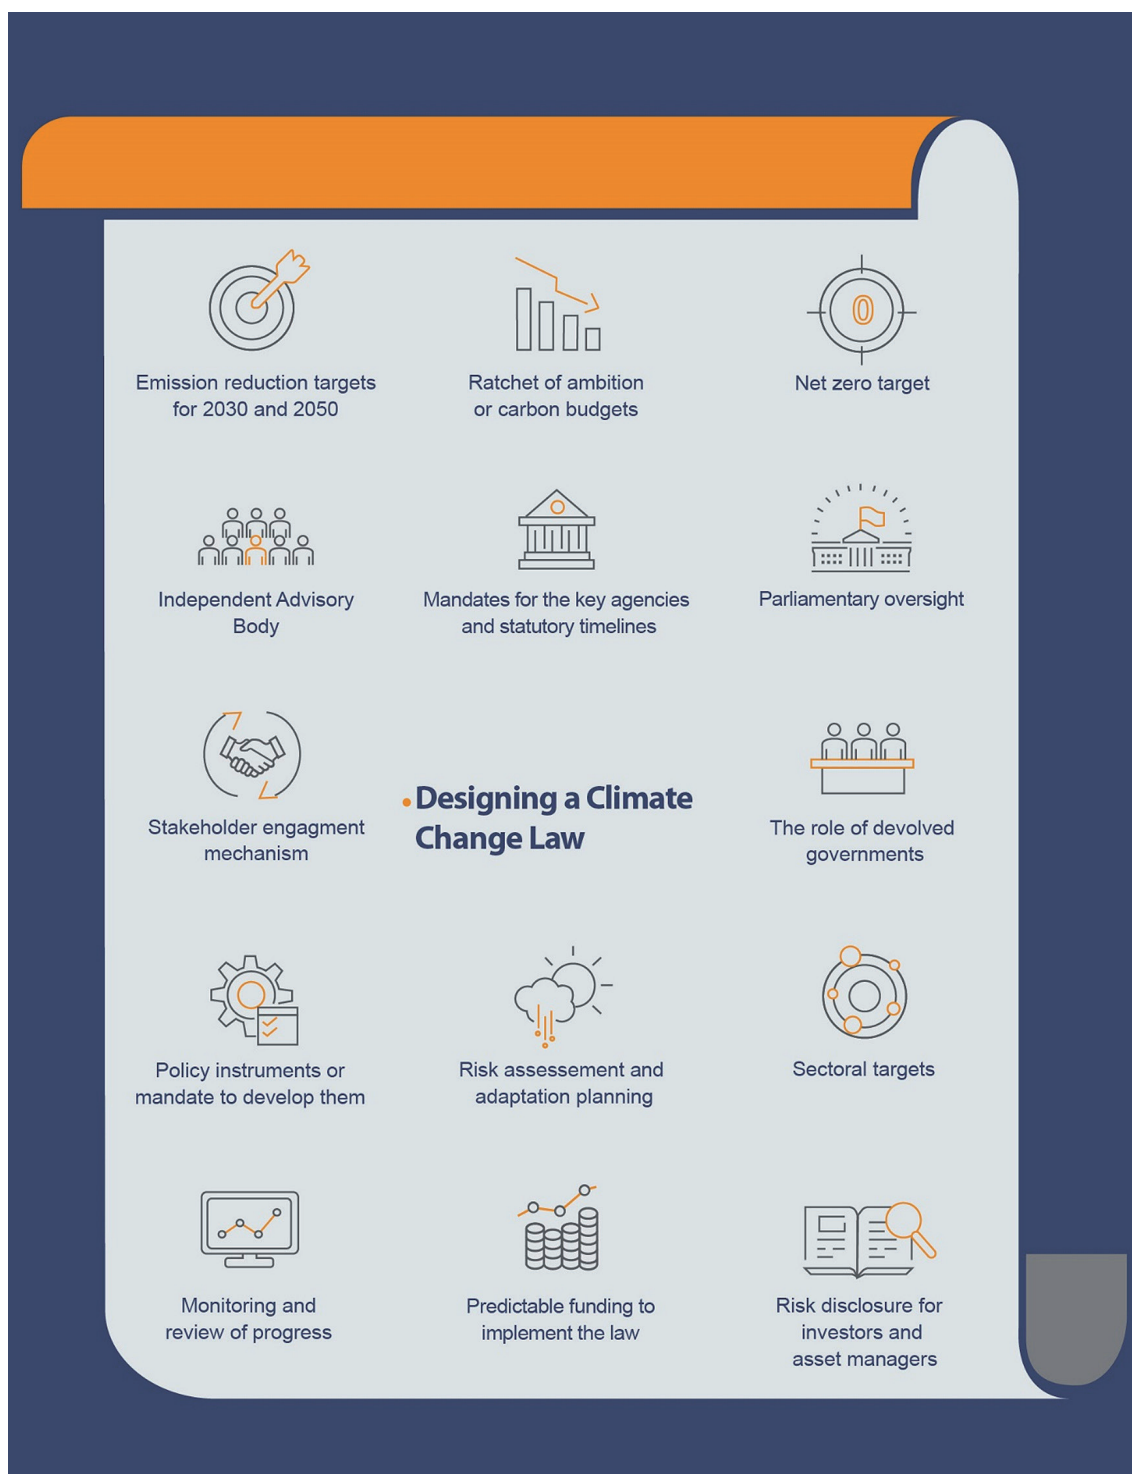 Emission reduction targets
for 2030 and 2050
Ratchet of ambition
or carbon budgets
Net zero target
0
Independent Advisory
Body
Mandates for the key agencies
and statutory timelines
Parliamentary oversight
Stakeholder engagment
mechanism
• Designing a Climate
Change Law
The role of devolved
governments
Policy instruments or
mandate to develop them
Risk assessement and
adaptation planning
Sectoral targets
Monitoring and
review of progress
Predictable funding to
implement the law
Risk disclosure for
investors and
asset managers